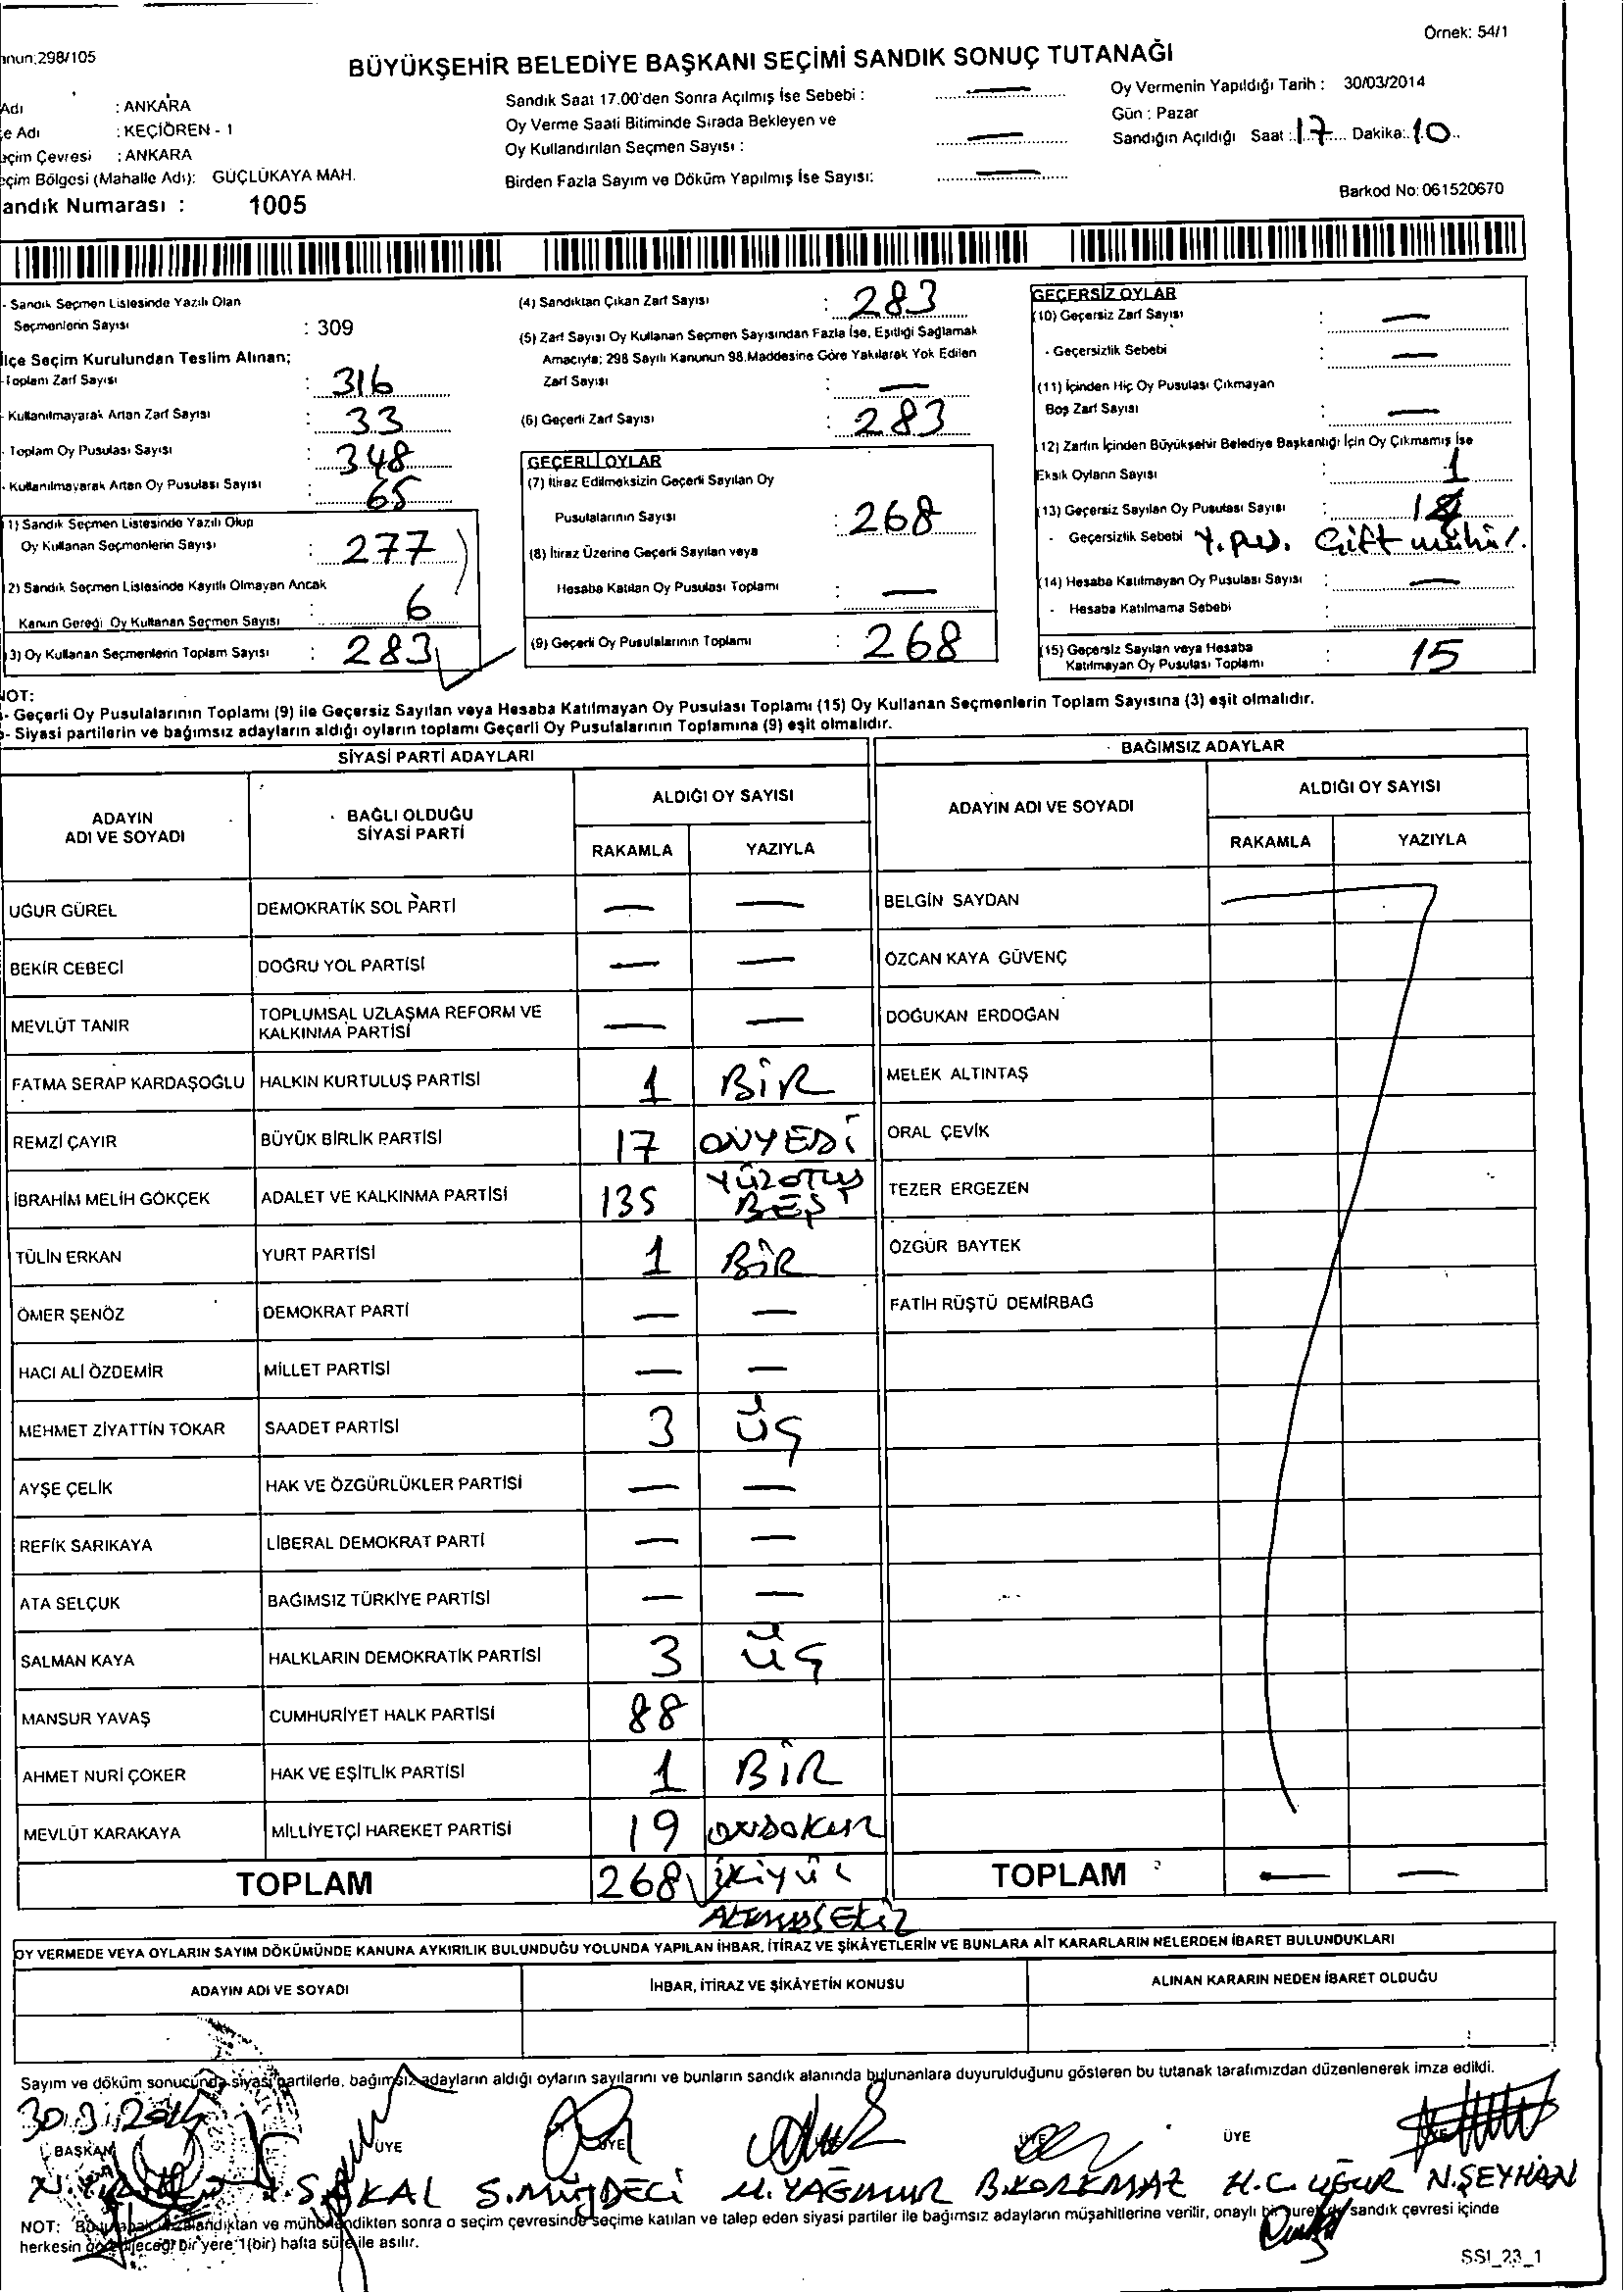 Örnek: 54/1
BÜYÜKŞEHİR BELEDİYE BAŞKANI SEÇİMİ SANDIK SONUÇ TUTANAĞI
:298/105
Adı : ANKARA
e Adı : KEÇİÖREN - 1
eçim Çevresi : ANKARA
eçim Bölgesi (Mahalle Adı): GÜÇLÜKAYA MAH.
andık Numarası : 1005
Sandık Saat 17.00'den Sonra Açılmış İse Sebebi : —
Oy Verme Saati Bitiminde Sırada Bekleyen ve
Oy Kullandırılan Seçmen Sayısı : —
Birden Fazla Sayım ve Döküm Yapılmış İse Sayısı: —
Oy Vermenin Yapıldığı Tarih : 30/03/2014
Gün : Pazar
Sandığın Açıldığı Saat : 17 Dakika: 10
Barkod No: 061520670
- Sandık Seçmen Listesinde Yazılı Olan
Seçmenlerin Sayısı : 309
İlçe Seçim Kurulundan Teslim Alınan;
-Toplam Zarf Sayısı : 316
- Kullanılmayarak Artan Zarf Sayısı : 33
- Toplam Oy Pusulası Sayısı : 348
- Kullanılmayarak Artan Oy Pusulası Sayısı : 65
1) Sandık Seçmen Listesinde Yazılı Olup
Oy Kullanan Seçmenlerin Sayısı : 277
2) Sandık Seçmen Listesinde Kayıtlı Olmayan Ancak
Kanun Gereği Oy Kullanan Seçmen Sayısı : 6
3) Oy Kullanan Seçmenlerin Toplam Sayısı : 283
(4) Sandıktan Çıkan Zarf Sayısı : 283
(5) Zarf Sayısı Oy Kullanan Seçmen Sayısından Fazla İse, Eşitliği Sağlamak
Amacıyla; 298 Sayılı Kanunun 98.Maddesine Göre Yakılarak Yok Edilen
Zarf Sayısı : —
(6) Geçerli Zarf Sayısı : 283
GEÇERLİ OYLAR
(7) İtiraz Edilmeksizin Geçerli Sayılan Oy
Pusulalarının Sayısı : 268
(8) İtiraz Üzerine Geçerli Sayılan veya
Hesaba Katılan Oy Pusulası Toplamı : —
(9) Geçerli Oy Pusulalarının Toplamı : 268
GEÇERSİZ OYLAR
(10) Geçersiz Zarf Sayısı : —
- Geçersizlik Sebebi : —
(11) İçinden Hiç Oy Pusulası Çıkmayan
Boş Zarf Sayısı : —
12) Zarfın İçinden Büyükşehir Belediye Başkanlığı İçin Oy Çıkmamış İse
Eksik Oyların Sayısı : 1
(13) Geçersiz Sayılan Oy Pusulası Sayısı :
- Geçersizlik Sebebi Çift mühür.
(14) Hesaba Katılmayan Oy Pusulası Sayısı : —
- Hesaba Katılmama Sebebi :
(15) Geçersiz Sayılan veya Hesaba
Katılmayan Oy Pusulası Toplamı : 15
NOT:
- Geçerli Oy Pusulalarının Toplamı (9) ile Geçersiz Sayılan veya Hesaba Katılmayan Oy Pusulası Toplamı (15) Oy Kullanan Seçmenlerin Toplam Sayısına (3) eşit olmalıdır.
- Siyasi partilerin ve bağımsız adayların aldığı oyların toplamı Geçerli Oy Pusulalarının Toplamına (9) eşit olmalıdır.
SİYASİ PARTİ ADAYLARI
ADAYIN ADI VE SOYADI BAĞLI OLDUĞU SİYASİ PARTİ ALDIĞI OY SAYISI
RAKAMLA YAZIYLA
UĞUR GÜREL DEMOKRATİK SOL PARTİ — —
BEKİR CEBECİ DOĞRU YOL PARTİSİ — —
MEVLÜT TANIR TOPLUMSAL UZLAŞMA REFORM VE KALKINMA PARTİSİ — —
FATMA SERAP KARDAŞOĞLU HALKIN KURTULUŞ PARTİSİ 1 BİR
REMZİ ÇAYIR BÜYÜK BİRLİK PARTİSİ 17 ONYEDİ
İBRAHİM MELİH GÖKÇEK ADALET VE KALKINMA PARTİSİ 135 YÜZOTUZ BEŞ
TÜLİN ERKAN YURT PARTİSİ 1 BİR
ÖMER ŞENÖZ DEMOKRAT PARTİ — —
HACI ALİ ÖZDEMİR MİLLET PARTİSİ — —
MEHMET ZİYATTİN TOKAR SAADET PARTİSİ 3 ÜÇ
AYŞE ÇELİK HAK VE ÖZGÜRLÜKLER PARTİSİ — —
REFİK SARIKAYA LİBERAL DEMOKRAT PARTİ — —
ATA SELÇUK BAĞIMSIZ TÜRKİYE PARTİSİ — —
SALMAN KAYA HALKLARIN DEMOKRATİK PARTİSİ 3 ÜÇ
MANSUR YAVAŞ CUMHURİYET HALK PARTİSİ 88
AHMET NURİ ÇOKER HAK VE EŞİTLİK PARTİSİ 1 BİR
MEVLÜT KARAKAYA MİLLİYETÇİ HAREKET PARTİSİ 19 ONDOKUZ
TOPLAM 268 İKİYÜZ
ALTMIŞSEKİZ
BAĞIMSIZ ADAYLAR
ADAYIN ADI VE SOYADI ALDIĞI OY SAYISI
RAKAMLA YAZIYLA
BELGİN SAYDAN
ÖZCAN KAYA GÜVENÇ
DOĞUKAN ERDOĞAN
MELEK ALTINTAŞ
ORAL ÇEVİK
TEZER ERGEZEN
ÖZGÜR BAYTEK
FATİH RÜŞTÜ DEMİRBAĞ
TOPLAM — —
OY VERMEDE VEYA OYLARIN SAYIM DÖKÜMÜNDE KANUNA AYKIRILIK BULUNDUĞU YOLUNDA YAPILAN İHBAR, İTİRAZ VE ŞİKÂYETLERİN VE BUNLARA AİT KARARLARIN NELERDEN İBARET BULUNDUKLARI
ADAYIN ADI VE SOYADI İHBAR, İTİRAZ VE ŞİKÂYETİN KONUSU ALINAN KARARIN NEDEN İBARET OLDUĞU
Sayım ve döküm sonucunda siyasi partilerle, bağımsız adayların aldığı oyların sayılarını ve bunların sandık alanında bulunanlara duyurulduğunu gösteren bu tutanak tarafımızdan düzenlenerek imza edildi.
30.3.2014
BAŞKAN ÜYE ÜYE ÜYE ÜYE
S.MÜJDECİ M.YAĞMUR B.KORKMAZ H.C.UĞUR N.ŞEYHAN
NOT: Bu tutanak imzalandıktan ve mühürlendikten sonra o seçim çevresinde seçime katılan ve talep eden siyasi partiler ile bağımsız adayların müşahitlerine verilir, onaylı bir sureti de sandık çevresi içinde
herkesin görebileceği bir yere 1(bir) hafta süre ile asılır.
SSI_23_1